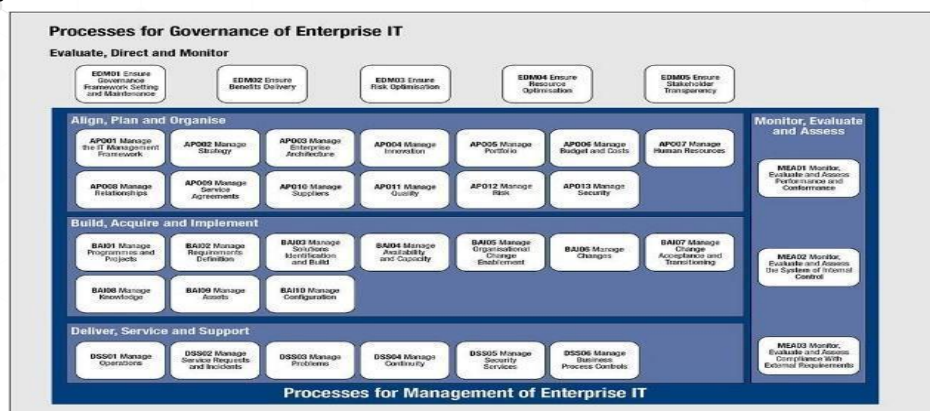 Processes for Governance of Enterprise IT
Evaluate, Direct and Monitor
EDM01 Ensure
Governance
Framework Setting
and Maintenance
EDM02 Ensure
Benefits Delivery
EDM03 Ensure
Risk Optimisation
EDM04 Ensure
Resource
Optimisation
EDM05 Ensure
Stakeholder
Transparency
Align, Plan and Organise
APO01 Manage
the IT Management
Framework
APO02 Manage
Strategy
APO03 Manage
Enterprise
Architecture
APO04 Manage
Innovation
APO05 Manage
Portfolio
APO06 Manage
Budget and Costs
APO07 Manage
Human Resources
APO08 Manage
Relationships
APO09 Manage
Service
Agreements
APO10 Manage
Suppliers
APO11 Manage
Quality
APO12 Manage
Risk
APO13 Manage
Security
Build, Acquire and Implement
BAI01 Manage
Programmes and
Projects
BAI02 Manage
Requirements
Definition
BAI03 Manage
Solutions
Identification
and Build
BAI04 Manage
Availability
and Capacity
BAI05 Manage
Organisational
Change
Enablement
BAI06 Manage
Changes
BAI07 Manage
Change
Acceptance and
Transitioning
BAI08 Manage
Knowledge
BAI09 Manage
Assets
BAI10 Manage
Configuration
Deliver, Service and Support
DSS01 Manage
Operations
DSS02 Manage
Service Requests
and Incidents
DSS03 Manage
Problems
DSS04 Manage
Continuity
DSS05 Manage
Security
Services
DSS06 Manage
Business
Process Controls
Monitor, Evaluate
and Assess
MEA01 Monitor,
Evaluate and Assess
Performance and
Conformance
MEA02 Monitor,
Evaluate and Assess
the System of Internal
Control
MEA03 Monitor,
Evaluate and Assess
Compliance With
External Requirements
Processes for Management of Enterprise IT